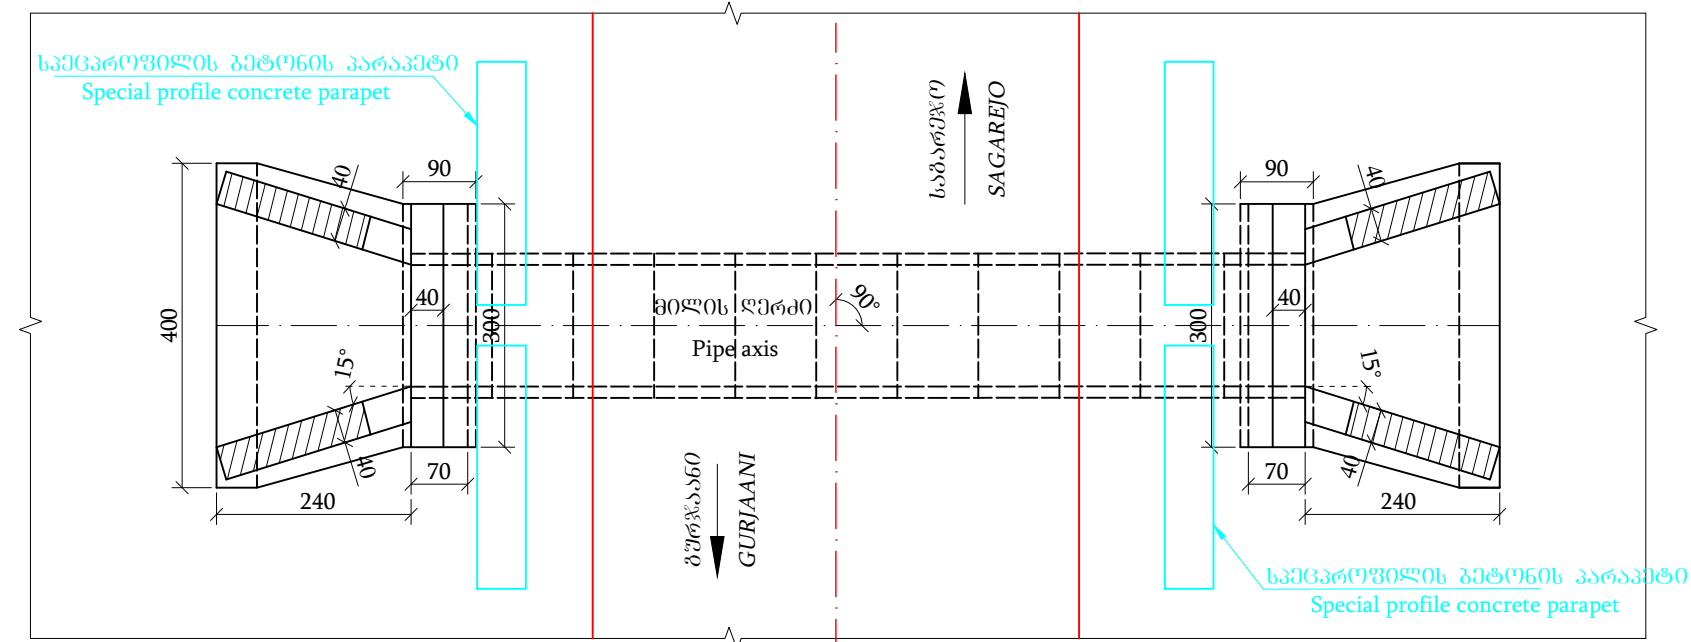 სპეცპროფილის ბეტონის პარაპეტი
Special profile concrete parapet
საგარეჯო
SAGAREJO
40
90
90
40
400
40
300
მილის ღერძი
90°
Pipe axis
300
40
15°
15°
40
70
240
40
70
240
გურჯაანი
GURJAANI
სპეცპროფილის ბეტონის პარაპეტი
Special profile concrete parapet